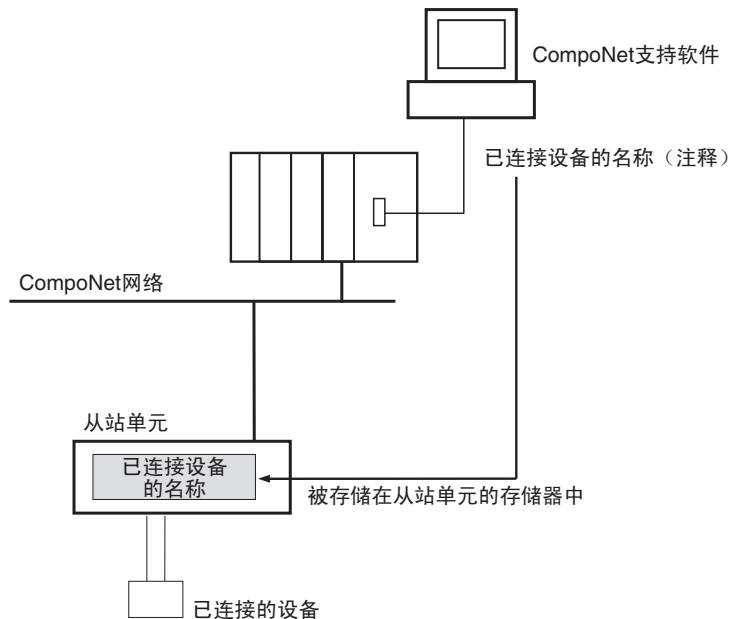 CompoNet支持软件
已连接设备的名称（注释）
CompoNet网络
从站单元
已连接设备
的名称
被存储在从站单元的存储器中
已连接的设备